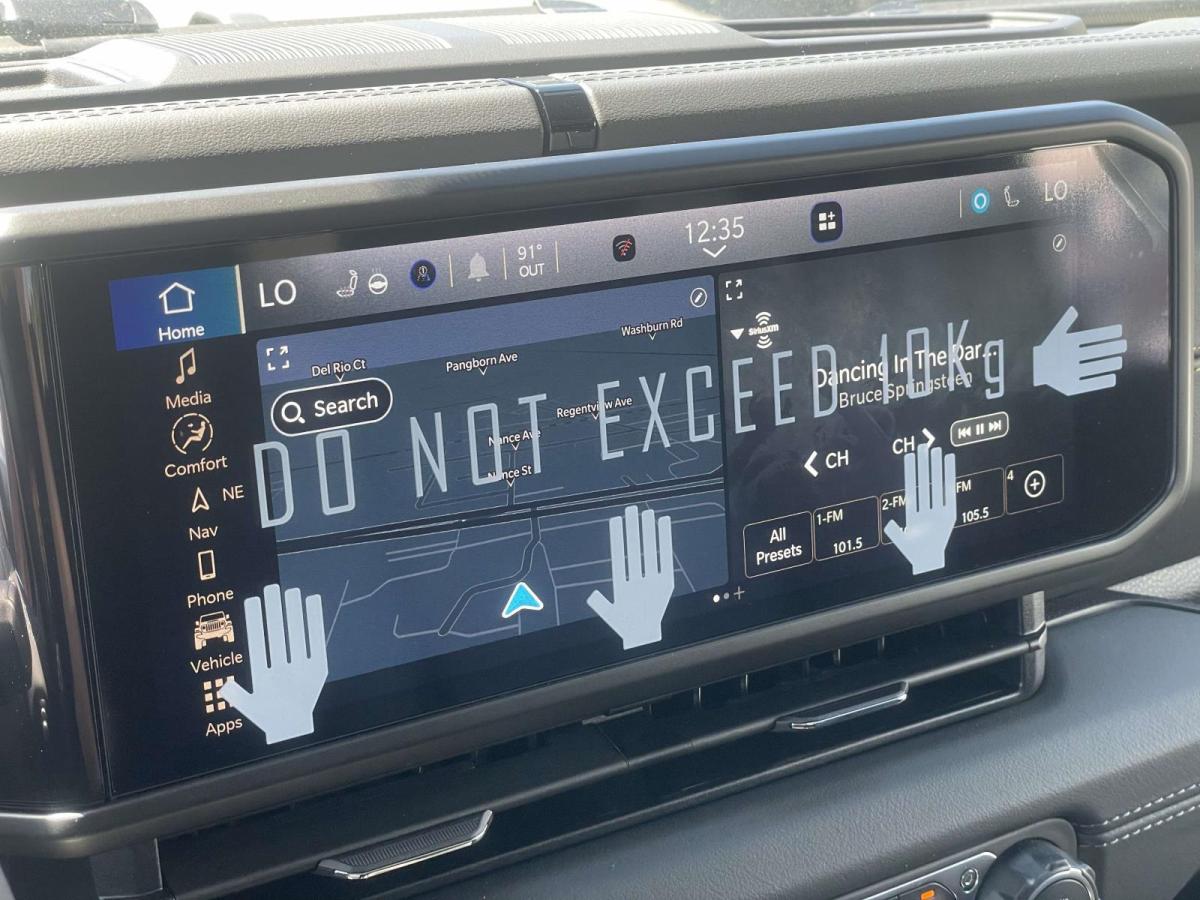 LO
91°
OUT
12:35
LO
Home
Media
Comfort
NE
Nav
Phone
Vehicle
Apps
Del Rio Ct
Pangborn Ave
Washburn Rd
Search
Regentview Ave
Nance Ave
Nance St
DO NOT EXCEED 10Kg
SiriusXM
Dancing In The Dar...
Bruce Springsteen
CH
CH
All
Presets
1-FM
101.5
2-FM
FM
105.5
4